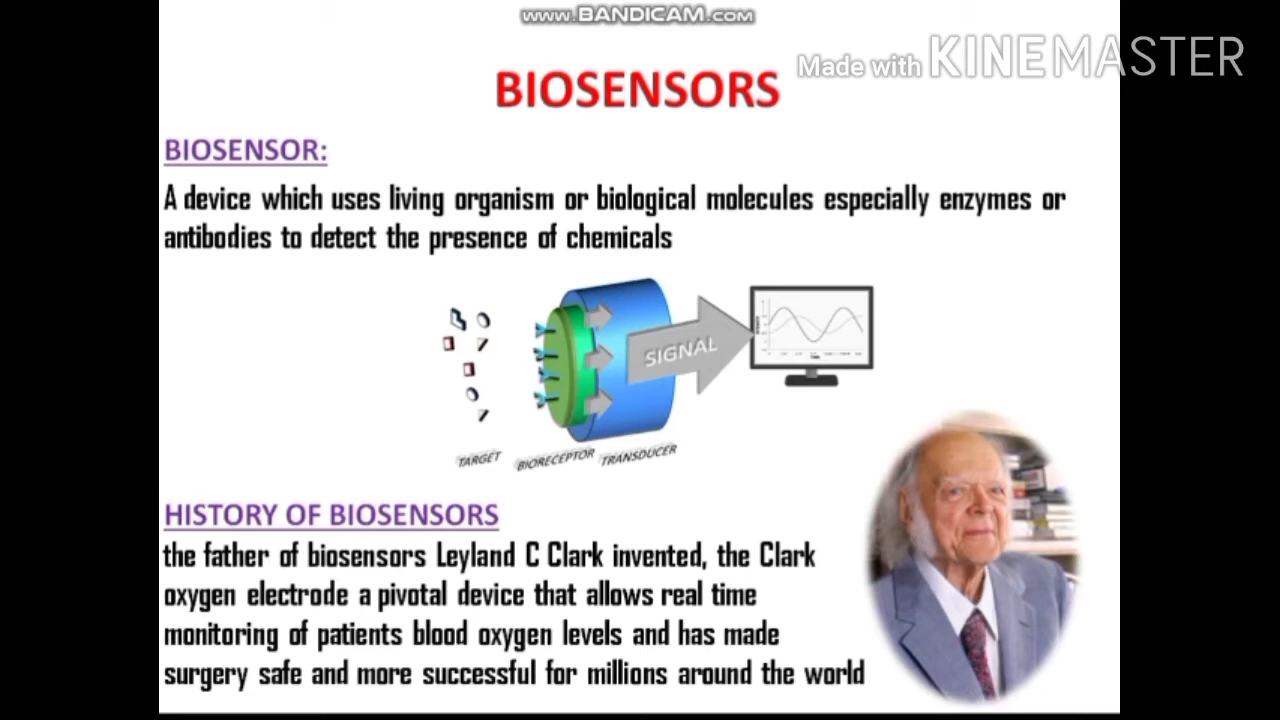 www.BANDICAM.com
Made with KINEMASTER
BIOSENSORS
BIOSENSOR:
A device which uses living organism or biological molecules especially enzymes or
antibodies to detect the presence of chemicals
SIGNAL
TARGET BIORECEPTOR TRANSDUCER
HISTORY OF BIOSENSORS
the father of biosensors Leyland C Clark invented, the Clark
oxygen electrode a pivotal device that allows real time
monitoring of patients blood oxygen levels and has made
surgery safe and more successful for millions around the world